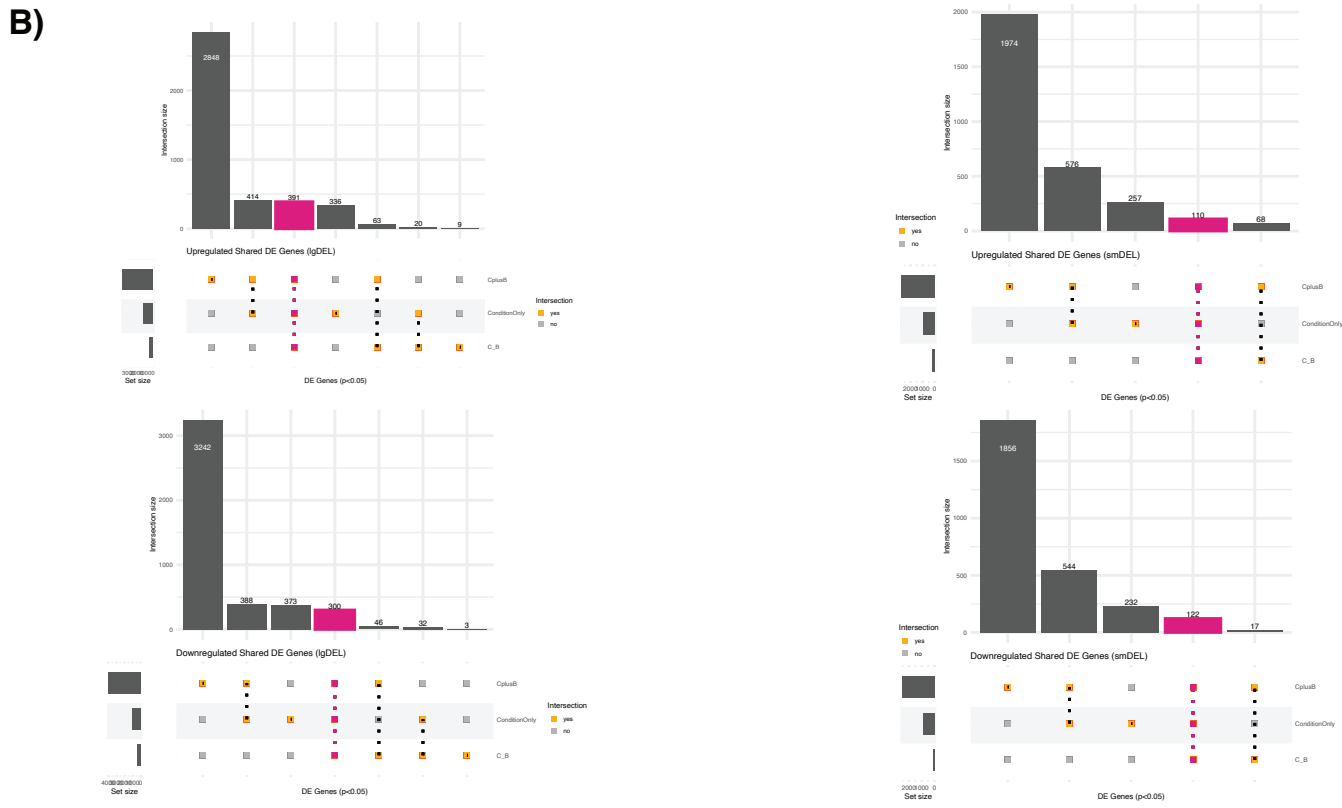 B)
Intersection size
2000
1000
0
2848
414
391
336
63
20
9
Upregulated Shared DE Genes (lgDEL)
CplusB
ConditionOnly
C_B
Intersection
yes
no
Set size
DE Genes (p<0.05)
Intersection size
2000
1500
1000
500
0
1974
576
257
110
68
Intersection
yes
no
Upregulated Shared DE Genes (smDEL)
CplusB
ConditionOnly
C_B
2000 1000 0
Set size
DE Genes (p<0.05)
Intersection size
3000
2000
1000
0
3242
388
373
300
46
32
3
Downregulated Shared DE Genes (lgDEL)
CplusB
ConditionOnly
C_B
Intersection
yes
no
Set size
DE Genes (p<0.05)
Intersection size
1500
1000
500
0
1856
544
232
122
17
Intersection
yes
no
Downregulated Shared DE Genes (smDEL)
CplusB
ConditionOnly
C_B
2000 1000 0
Set size
DE Genes (p<0.05)